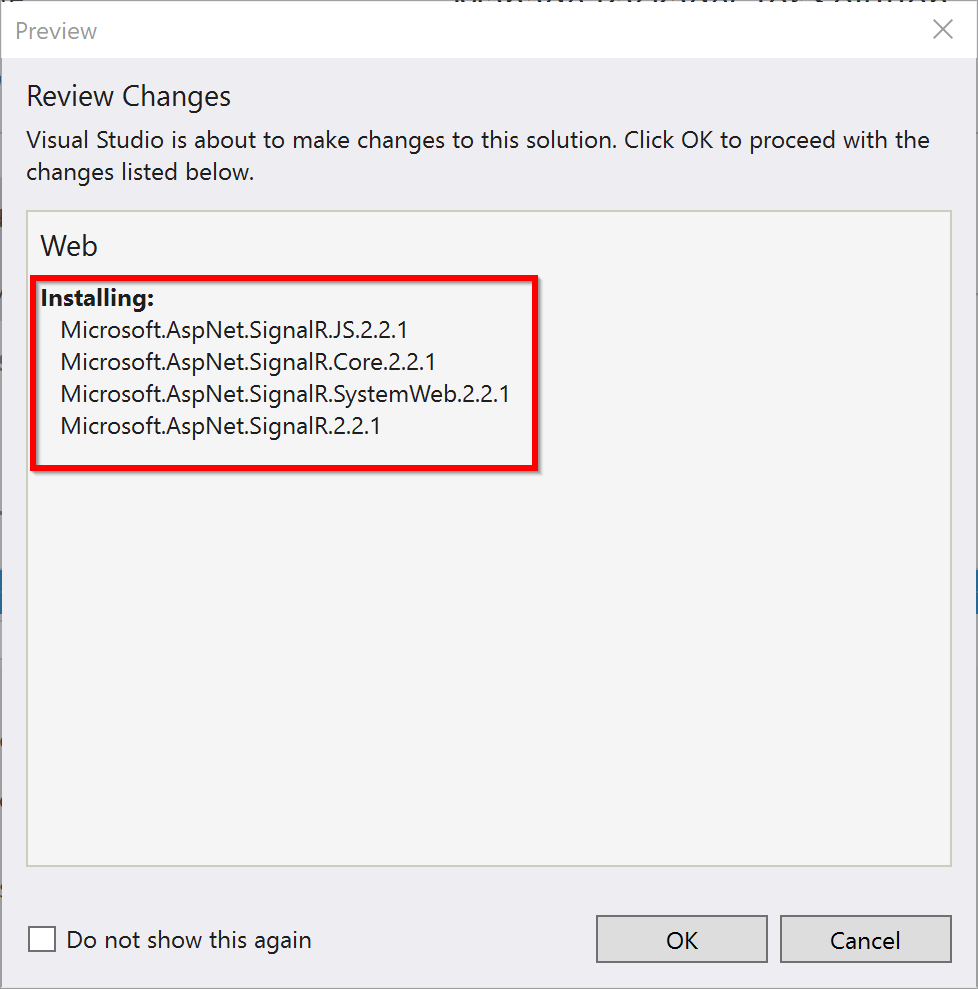 Preview
Review Changes
Visual Studio is about to make changes to this solution. Click OK to proceed with the
changes listed below.
Web
Installing:
Microsoft.AspNet.SignalR.JS.2.2.1
Microsoft.AspNet.SignalR.Core.2.2.1
Microsoft.AspNet.SignalR.SystemWeb.2.2.1
Microsoft.AspNet.SignalR.2.2.1
Do not show this again
OK
Cancel